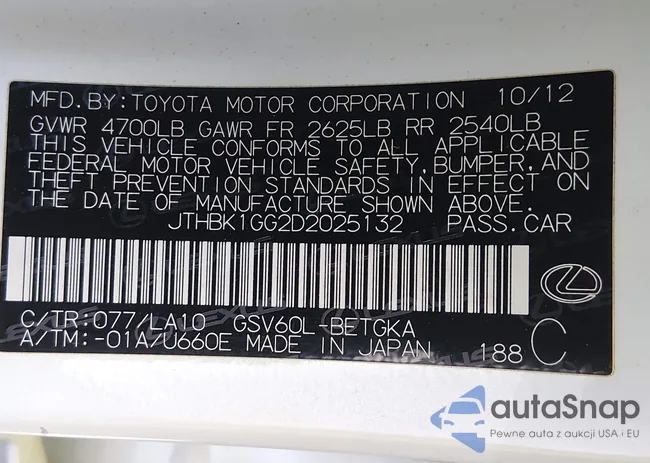 MFD. BY: TOYOTA MOTOR CORPORATION 10/12
GVWR 4700LB GAWR FR 2625LB RR 2540LB
THIS VEHICLE CONFORMS TO ALL APPLICABLE
FEDERAL MOTOR VEHICLE SAFETY, BUMPER, AND
THEFT PREVENTION STANDARDS IN EFFECT ON
THE DATE OF MANUFACTURE SHOWN ABOVE.
JTHBK1GG2D2025132 PASS. CAR
C/TR: 077/LA10 GSV60L-BETGKA
A/TM: -01A/U660E MADE IN JAPAN 188 C
autoSnap
Pewne auta z aukcji USA i EU